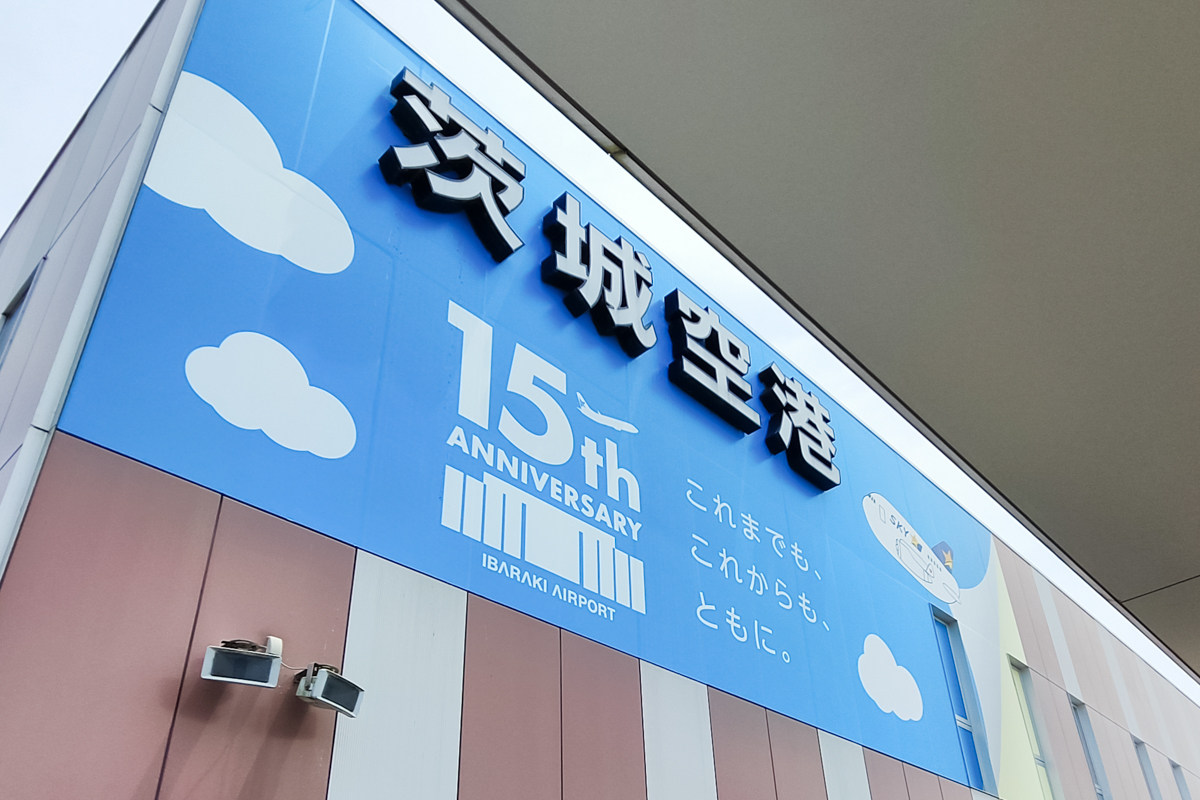 茨城空港
15th
ANNIVERSARY
IBARAKI AIRPORT
これまでも、
これからも、
ともに。
SKY